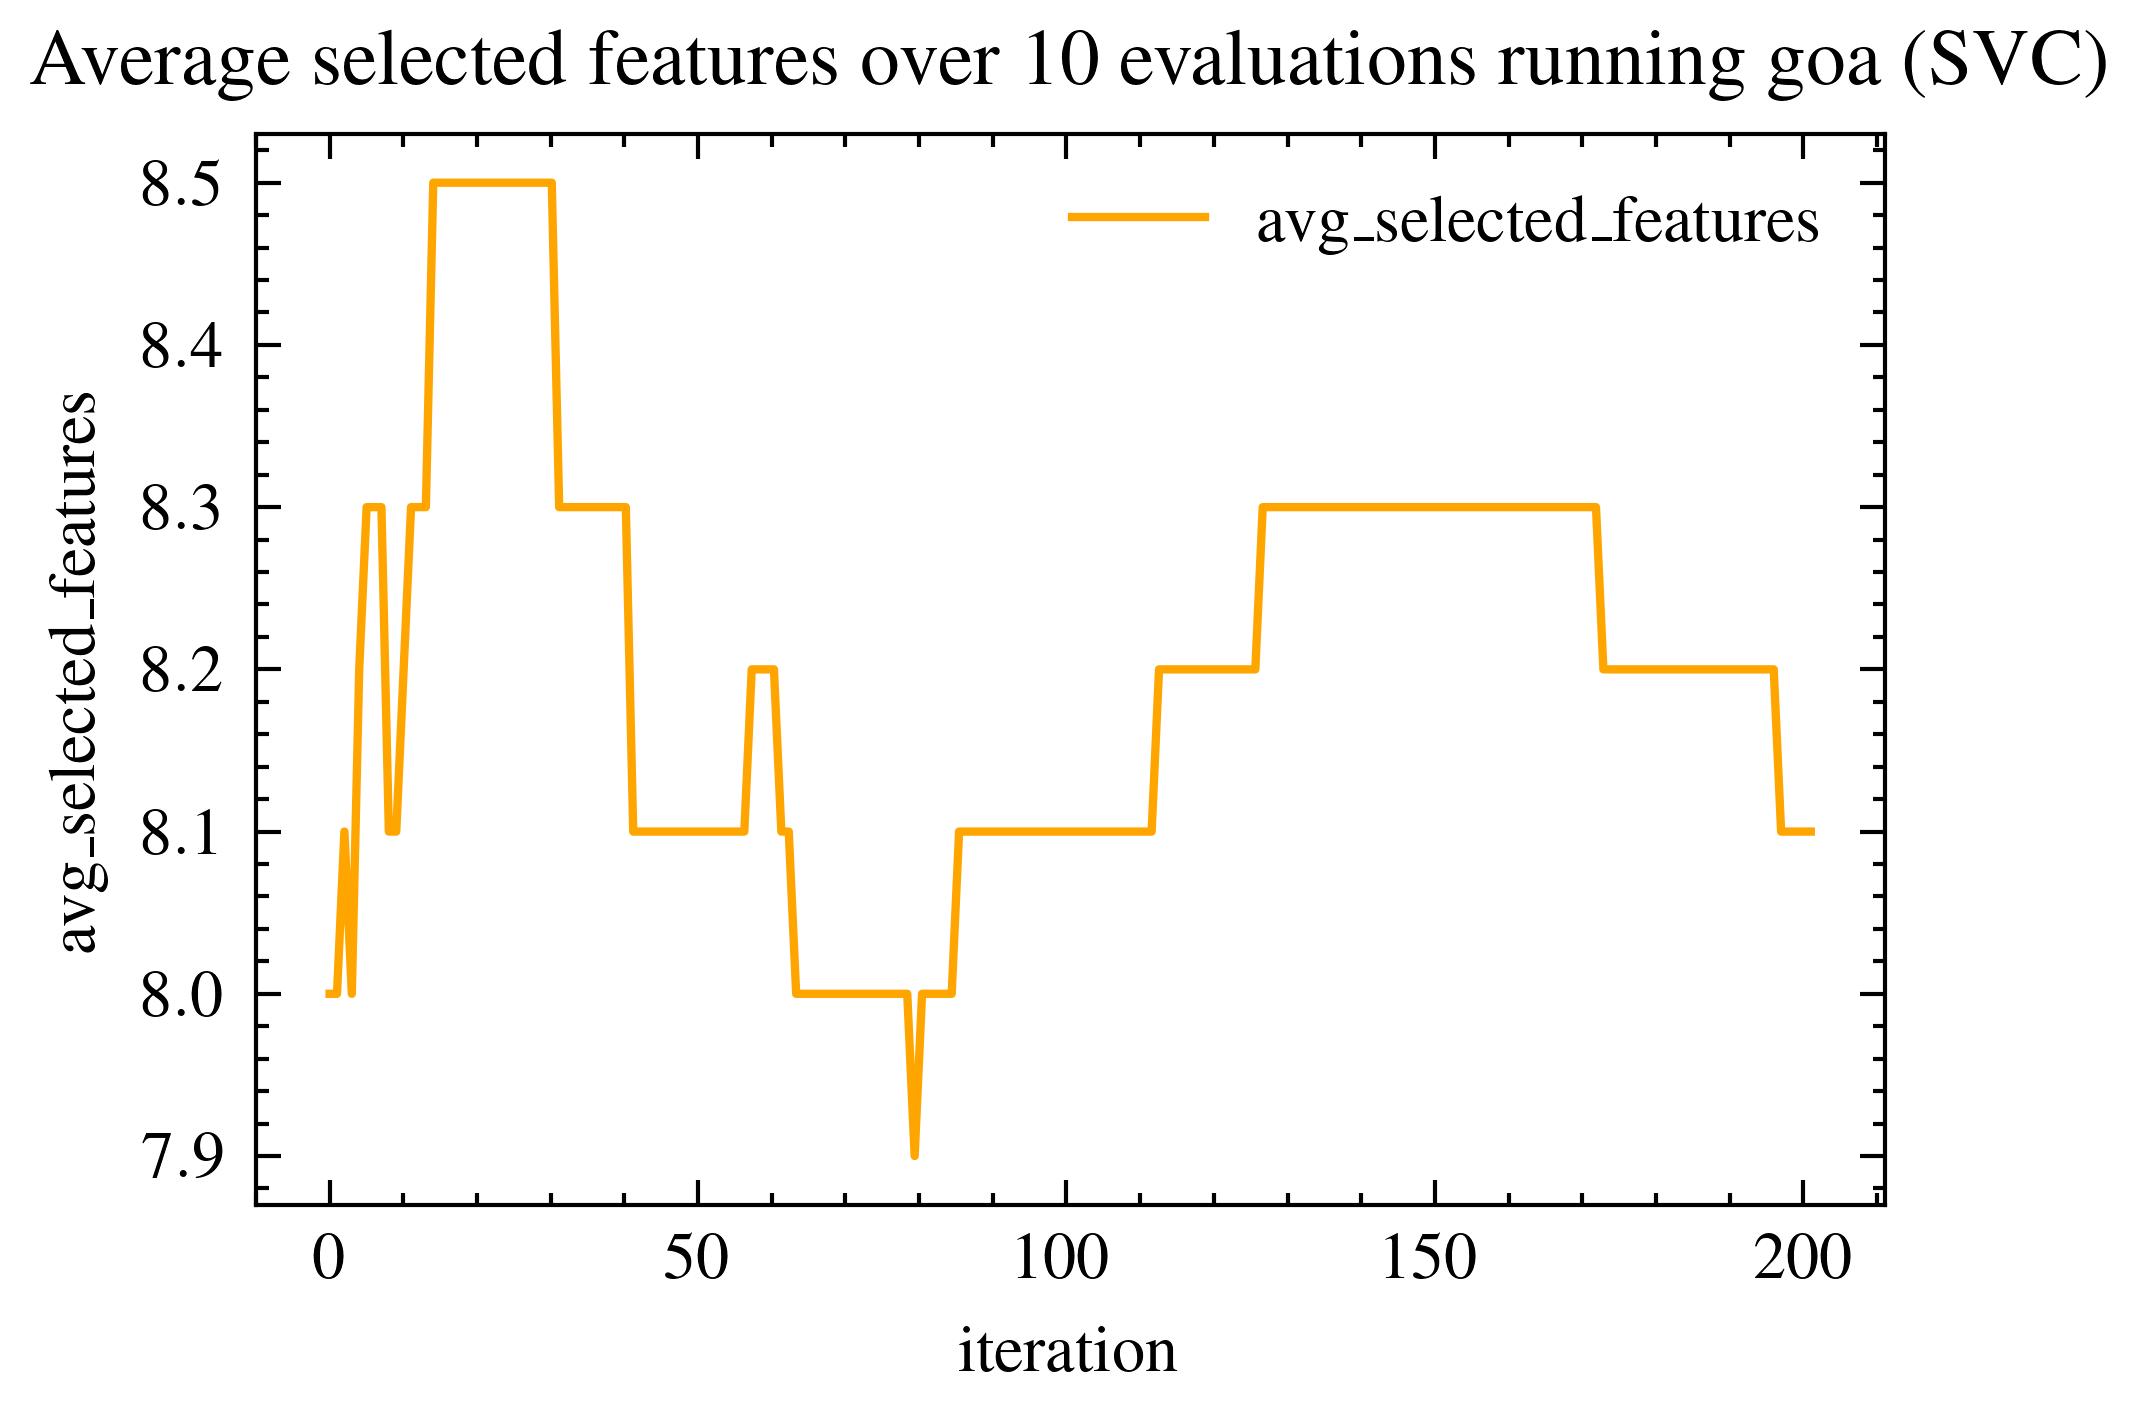 Average selected features over 10 evaluations running goa (SVC)
avg_selected_features
8.5
8.4
8.3
8.2
8.1
8.0
7.9
avg_selected_features
0 50 100 150 200
iteration